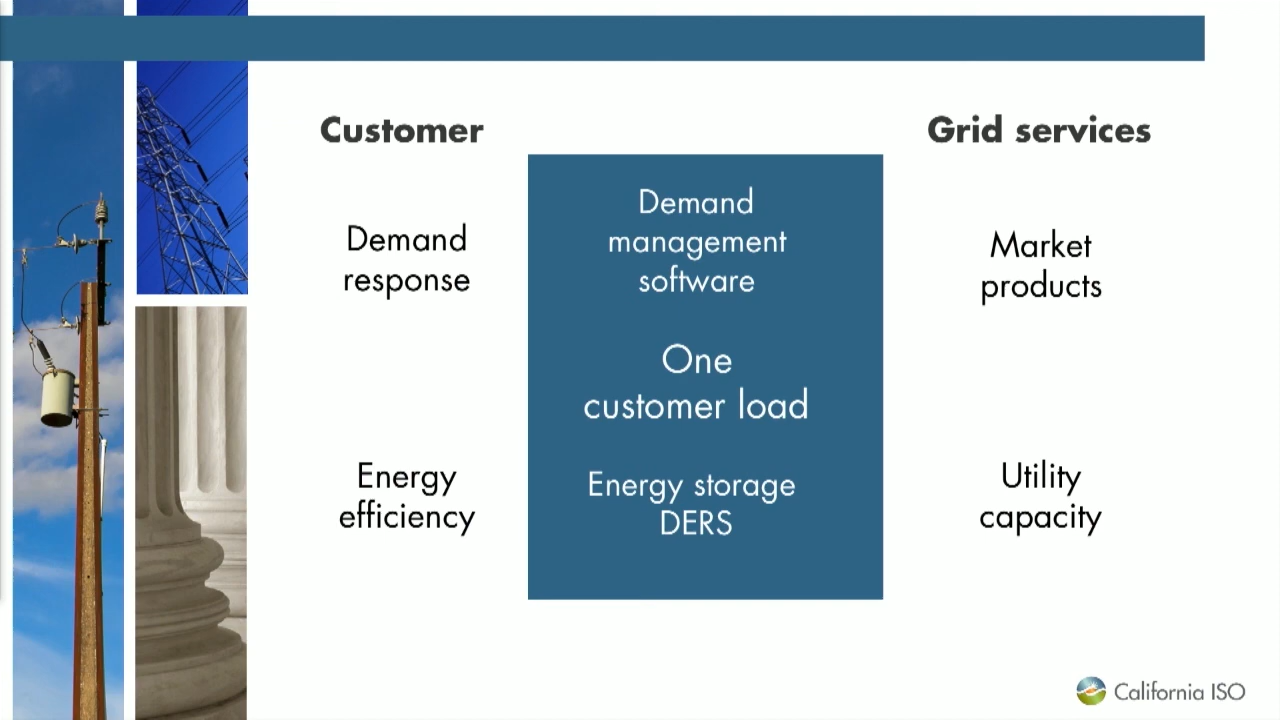 Customer
Demand
response
Energy
efficiency
Demand
management
software
One
customer load
Energy storage
DERS
Grid services
Market
products
Utility
capacity
California ISO